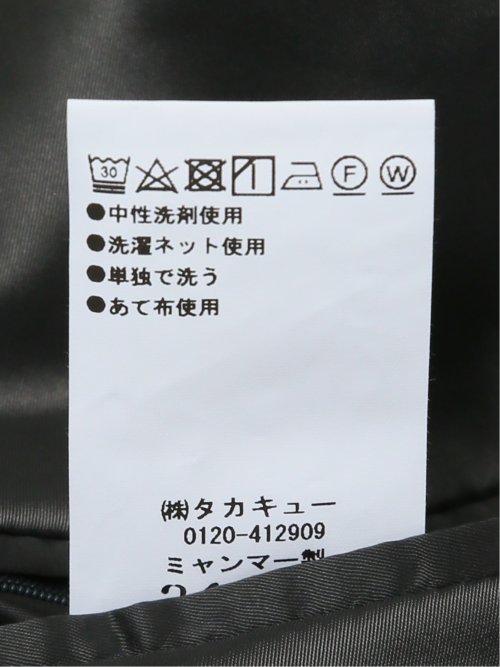 30 F W
●中性洗剤使用
●洗濯ネット使用
●単独で洗う
●あて布使用
㈱タカキュー
0120-412909
ミャンマー製